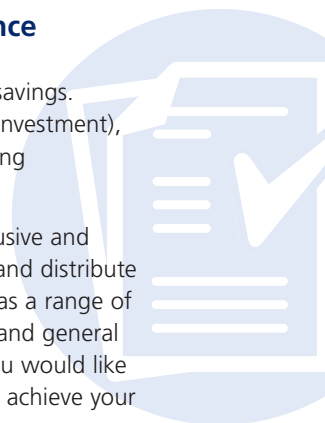 nce
savings.
nvestment),
ng
usive and
and distribute
as a range of
and general
u would like
achieve your